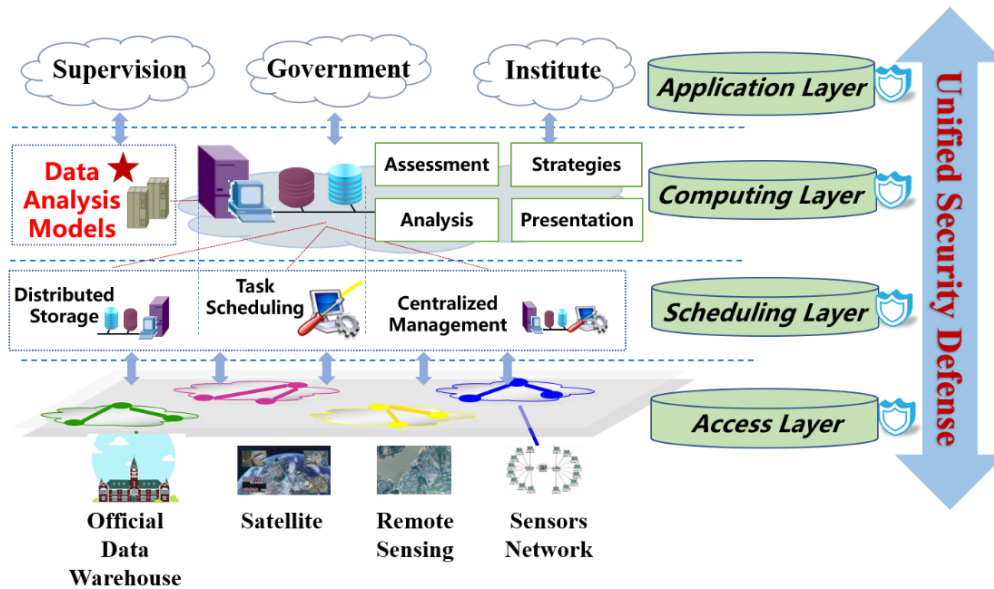 Supervision
Government
Institute
Application Layer
Data
Analysis
Models
Assessment
Strategies
Analysis
Presentation
Computing Layer
Distributed
Storage
Task
Scheduling
Centralized
Management
Scheduling Layer
Access Layer
Official
Data
Warehouse
Satellite
Remote
Sensing
Sensors
Network
Unified Security Defense